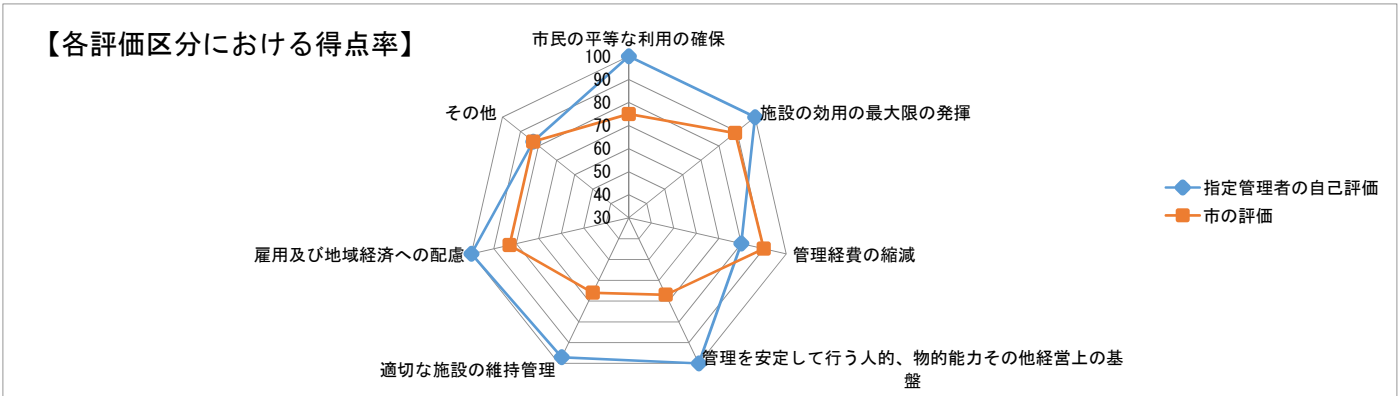 【各評価区分における得点率】
市民の平等な利用の確保
100
90
80
70
60
50
40
30
施設の効用の最大限の発揮
管理経費の縮減
管理を安定して行う人的、物的能力その他経営上の基
盤
適切な施設の維持管理
雇用及び地域経済への配慮
その他
指定管理者の自己評価
市の評価